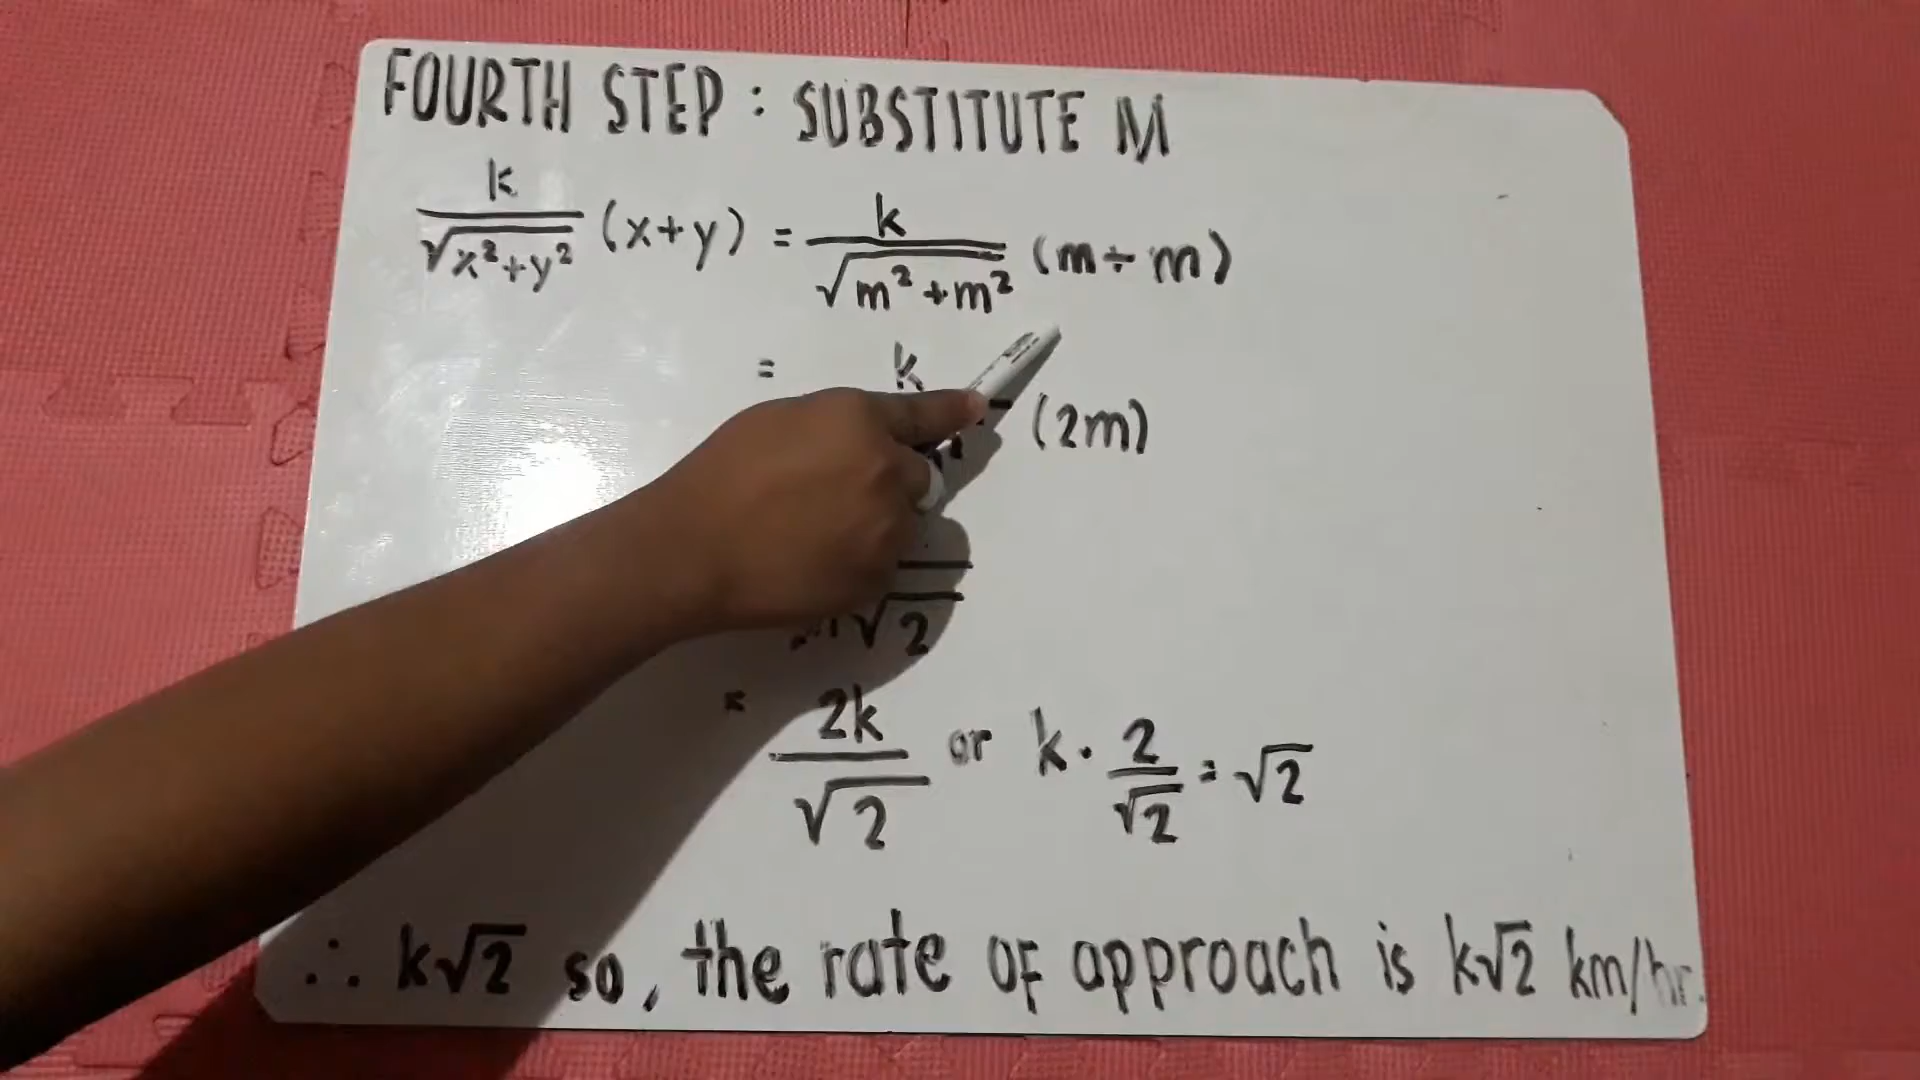 FOURTH STEP : SUBSTITUTE M
k / √x²+y² (x+y) = k / √m²+m² (m÷m)
= k (2m)
√2
= 2k / √2 or k · 2 / √2 = √2
∴ k√2 so, the rate of approach is k√2 km/hr.